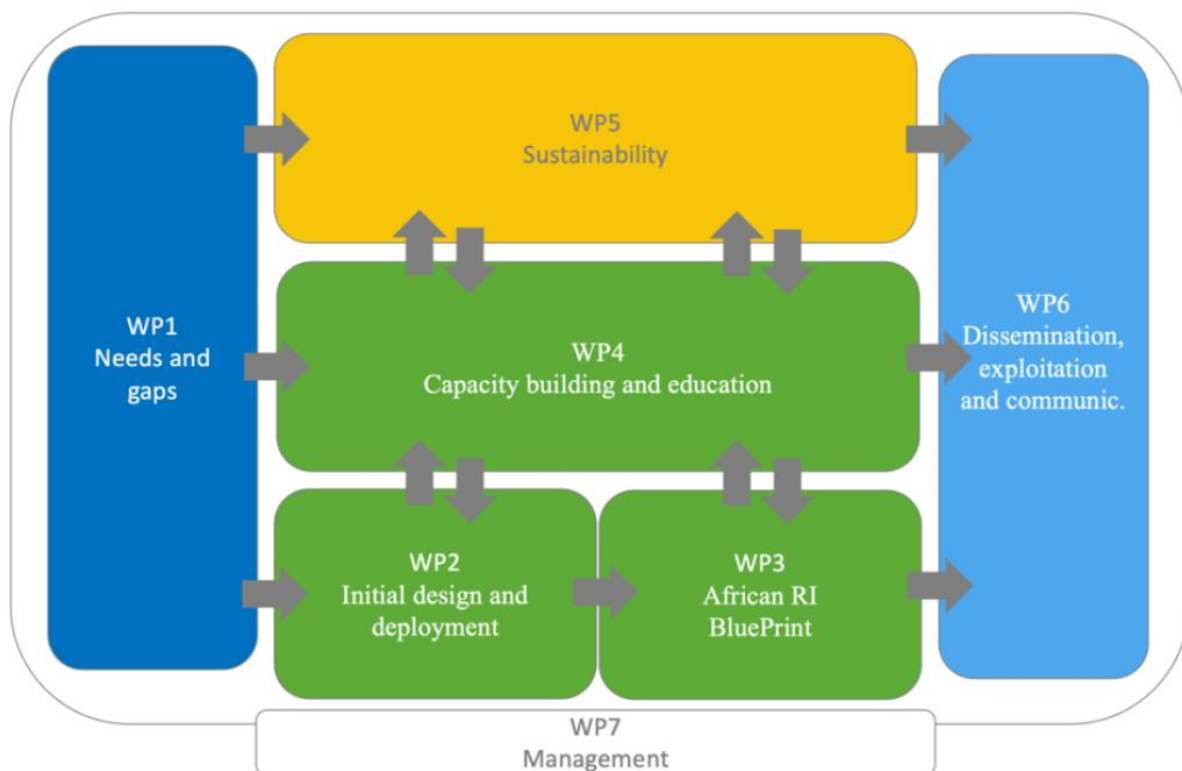 WP1
Needs and
gaps
WP5
Sustainability
WP4
Capacity building and education
WP2
Initial design and
deployment
WP3
African RI
BluePrint
WP6
Dissemination,
exploitation
and communic.
WP7
Management